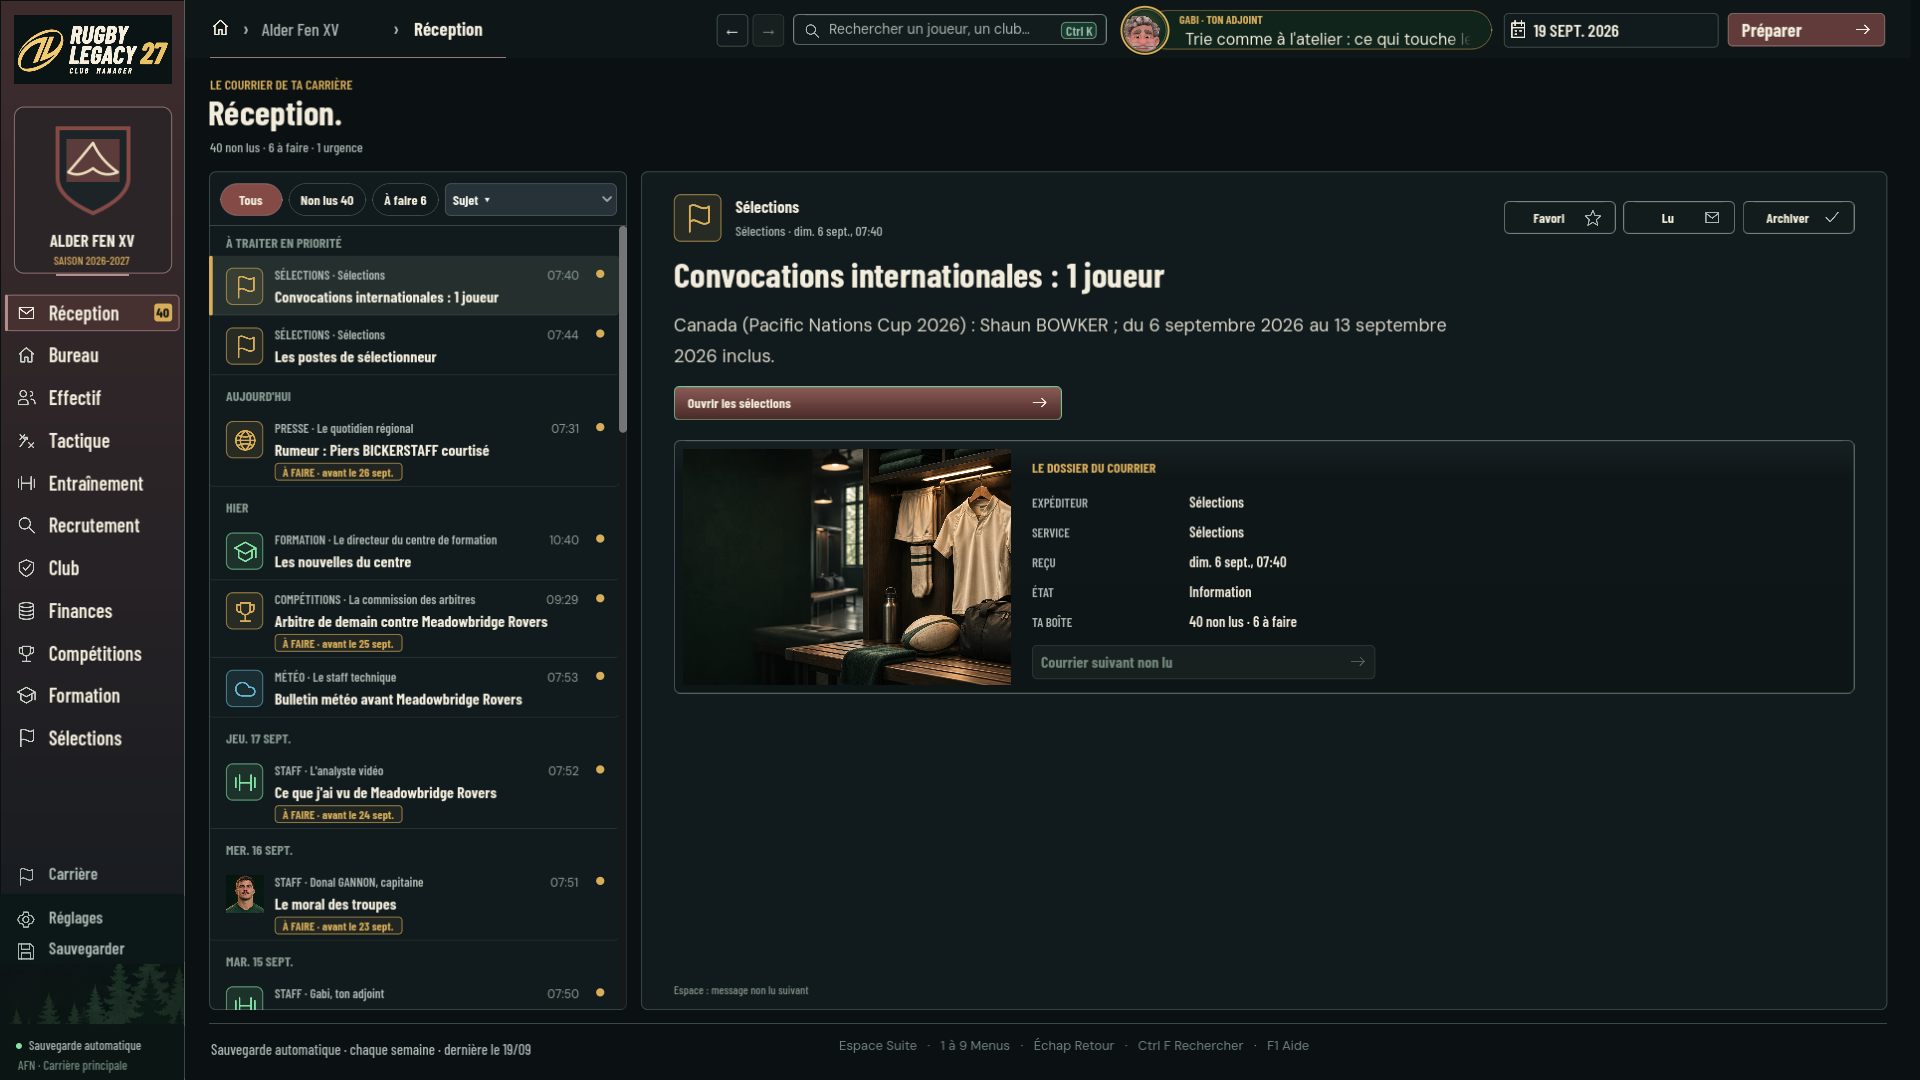 RUGBY
LEGACY 27
CLUB MANAGER
Alder Fen XV
Réception
Rechercher un joueur, un club...
Ctrl K
GABI · TON ADJOINT
Trie comme à l'atelier : ce qui touche
19 SEPT. 2026
Préparer
ALDER FEN XV
SAISON 2026-2027
Réception
40
Bureau
Effectif
Tactique
Entraînement
Recrutement
Club
Finances
Compétitions
Formation
Sélections
Carrière
Réglages
Sauvegarder
Sauvegarde automatique
AFN · Carrière principale
LE COURRIER DE TA CARRIÈRE
Réception.
40 non lus · 6 à faire · 1 urgence
Tous
Non lus 40
À faire 6
Sujet
À TRAITER EN PRIORITÉ
SÉLECTIONS · Sélections
07:40
Convocations internationales : 1 joueur
SÉLECTIONS · Sélections
07:44
Les postes de sélectionneur
AUJOURD'HUI
PRESSE · Le quotidien régional
07:31
Rumeur : Piers BICKERSTAFF courtisé
À FAIRE · avant le 26 sept.
HIER
FORMATION · Le directeur du centre de formation
10:40
Les nouvelles du centre
COMPÉTITIONS · La commission des arbitres
09:29
Arbitre de demain contre Meadowbridge Rovers
À FAIRE · avant le 25 sept.
MÉTÉO · Le staff technique
07:53
Bulletin météo avant Meadowbridge Rovers
JEU. 17 SEPT.
STAFF · L'analyste vidéo
07:52
Ce que j'ai vu de Meadowbridge Rovers
À FAIRE · avant le 24 sept.
MER. 16 SEPT.
STAFF · Donal GANNON, capitaine
07:51
Le moral des troupes
À FAIRE · avant le 23 sept.
MAR. 15 SEPT.
STAFF · Gabi, ton adjoint
07:50
Sélections
Sélections · dim. 6 sept., 07:40
Favori
Lu
Archiver
Convocations internationales : 1 joueur
Canada (Pacific Nations Cup 2026) : Shaun BOWKER ; du 6 septembre 2026 au 13 septembre
2026 inclus.
Ouvrir les sélections
LE DOSSIER DU COURRIER
EXPÉDITEUR
Sélections
SERVICE
Sélections
REÇU
dim. 6 sept., 07:40
ÉTAT
Information
TA BOÎTE
40 non lus · 6 à faire
Courrier suivant non lu
Espace : message non lu suivant
Sauvegarde automatique · chaque semaine · dernière le 19/09
Espace Suite · 1 à 9 Menus · Échap Retour · Ctrl F Rechercher · F1 Aide